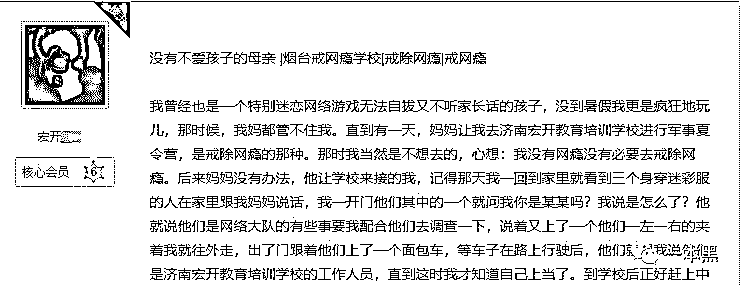 没有不爱孩子的母亲 |烟台戒网瘾学校|戒除网瘾|戒网瘾
我曾经也是一个特别迷恋网络游戏无法自拔又不听家长话的孩子，没到暑假我更是疯狂地玩
儿，那时候，我妈都管不住我。直到有一天，妈妈让我去济南宏开教育培训学校进行军事夏
令营，是戒除网瘾的那种。那时我当然是不想去的，心想：我没有网瘾没有必要去戒除网
瘾。后来妈妈没有办法，他让学校来接的我，记得那天我一回到家里就看到三个身穿迷彩服
的人在家里跟我妈妈说话，我一开门他们其中的一个就问我你是某某吗？我说是怎么了？他
就说他们是网络大队的有些事要我配合他们去调查一下，说着又上了一个他们一左一右的夹
着我就往外走，出了门跟着他们上了一个面包车，等车子在路上行驶后，他们
是济南宏开教育培训学校的工作人员，直到这时我才知道自己上当了。到学校后正好赶上中
宏开
核心会员 6